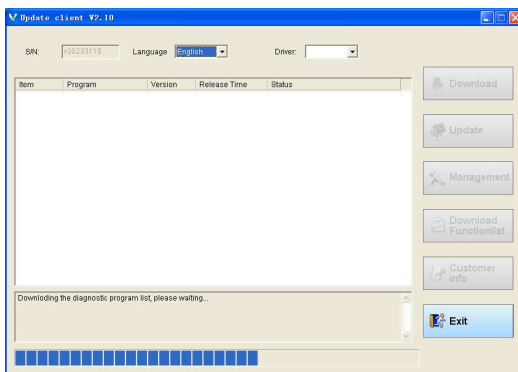 Update client V2.10
S/N: v30233118 Language English Driver:
Item Program Version Release Time Status
Download
Update
Management
Download
Functionlist
Customer
info
Downloding the diagnostic program list, please waiting...
Exit